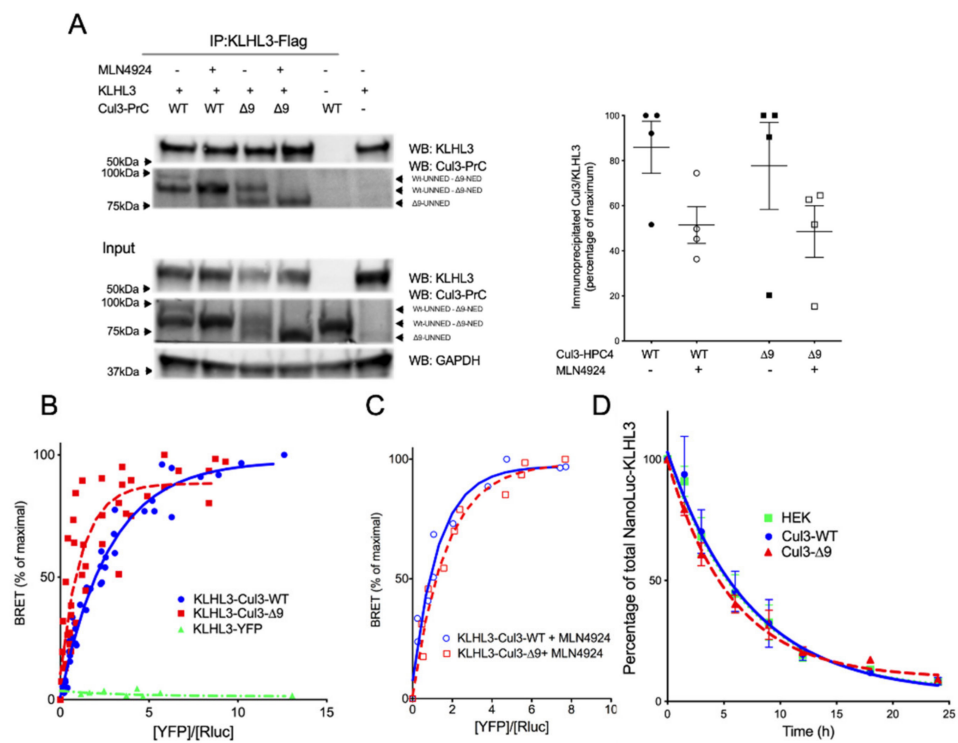 A
IP:KLHL3-Flag
MLN4924 - + - +
KLHL3 + + + + - +
Cul3-PrC WT WT Δ9 Δ9 WT -
WB: KLHL3
50kDa
WB: Cul3-PrC
100kDa
Wt-UNNED - Δ9-NED
Wt-UNNED - Δ9-NED
75kDa
Δ9-UNNED
Input
WB: KLHL3
50kDa
WB: Cul3-PrC
100kDa
Wt-UNNED - Δ9-NED
Wt-UNNED - Δ9-NED
75kDa
Δ9-UNNED
WB: GAPDH
37kDa
Immunoprecipitated Cul3/KLHL3
(percentage of maximum)
100
80
60
40
20
0
Cul3-HPC4 WT WT Δ9 Δ9
MLN4924 - + - +
B
BRET (% of maximal)
100
50
0
KLHL3-Cul3-WT
KLHL3-Cul3-Δ9
KLHL3-YFP
0 5 10 15
[YFP]/[Rluc]
C
BRET (% of maximal)
100
50
0
KLHL3-Cul3-WT + MLN4924
KLHL3-Cul3-Δ9+ MLN4924
0 2 4 6 8
[YFP]/[Rluc]
D
Percentage of total NanoLuc-KLHL3
100
50
0
HEK
Cul3-WT
Cul3-Δ9
0 5 10 15 20 25
Time (h)